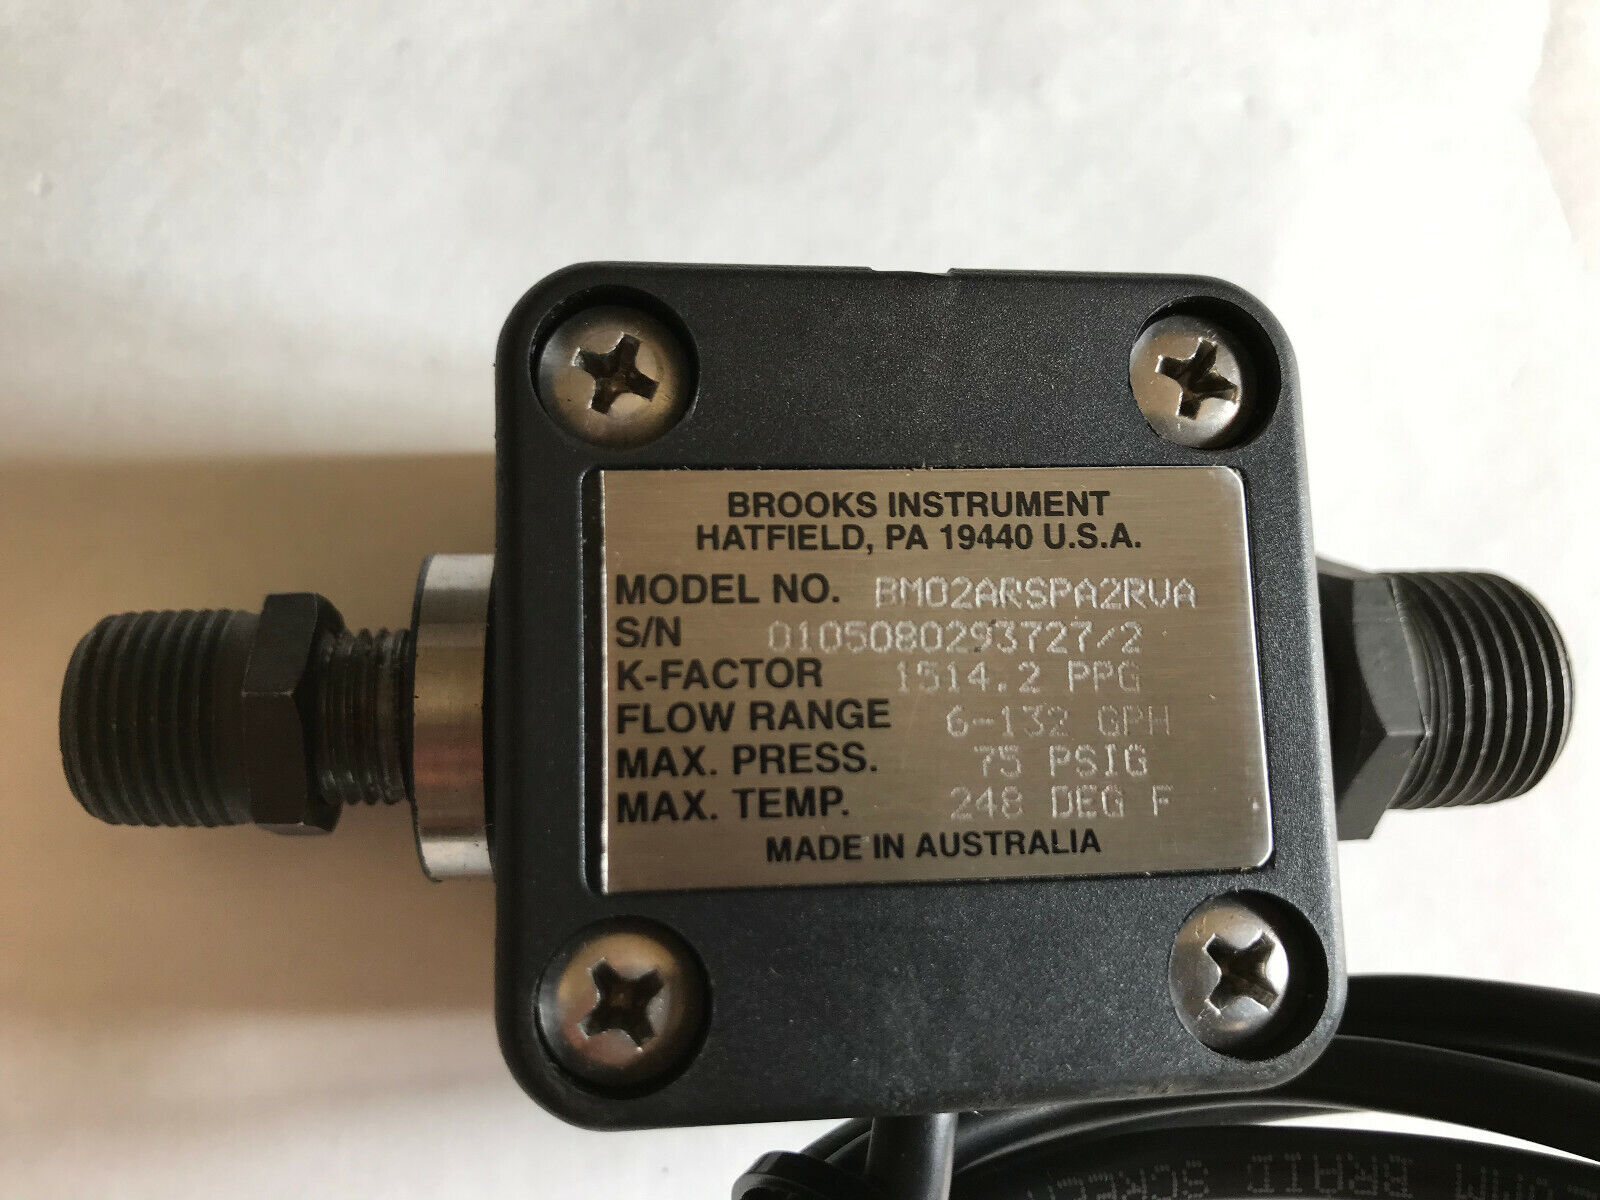 BROOKS INSTRUMENT
HATFIELD, PA 19440 U.S.A.
MODEL NO. BM02ARSPA2RVA
S/N 0105080293727/2
K-FACTOR 1514.2 PPG
FLOW RANGE 6-132 GPH
MAX. PRESS. 75 PSIG
MAX. TEMP. 248 DEG F
MADE IN AUSTRALIA